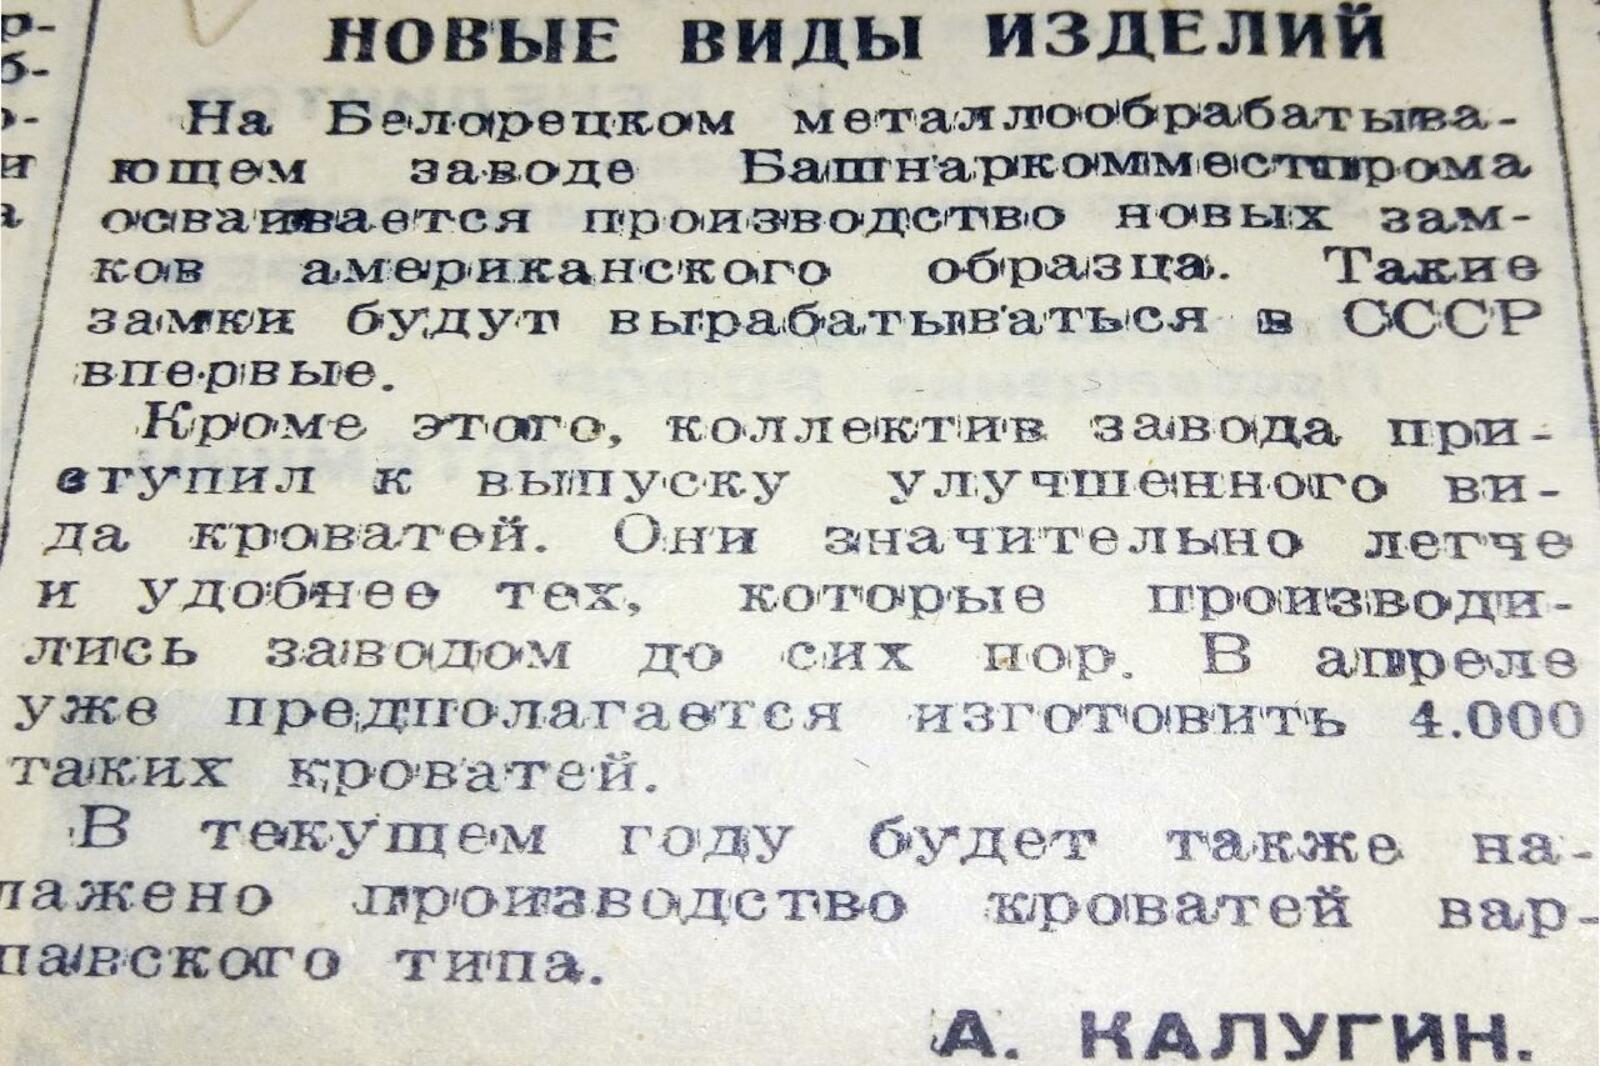 р-
б-
о-
и
а
НОВЫЕ ВИДЫ ИЗДЕЛИЙ
На Белорецком металлообрабатыва-
ющем заводе Башнаркомместпрома
осваивается производство новых зам-
ков американского образца. Такие
замки будут вырабатываться в СССР
впервые.
Кроме этого, коллектив завода при-
ступил к выпуску улучшенного ви-
да кроватей. Они значительно легче
и удобнее тех, которые производи-
лись заводом до сих пор. В апреле
уже предполагается изготовить 4.000
таких кроватей.
В текущем году будет также на-
лажено производство кроватей вар-
шавского типа.
А. КАЛУГИН.